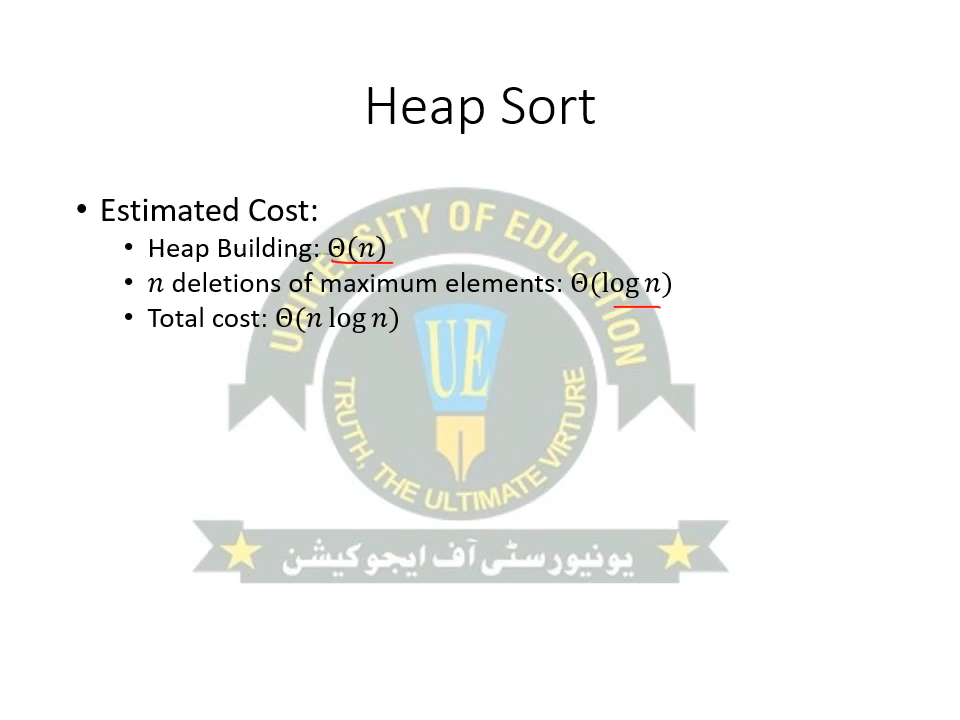 Heap Sort
• Estimated Cost:
• Heap Building: Θ(𝑛)
• 𝑛 deletions of maximum elements: Θ(log 𝑛)
• Total cost: Θ(𝑛 log 𝑛)
UNIVERSITY OF EDUCATION
UE
TRUTH, THE ULTIMATE VIRTURE
یونیورسٹی آف ایجوکیشن